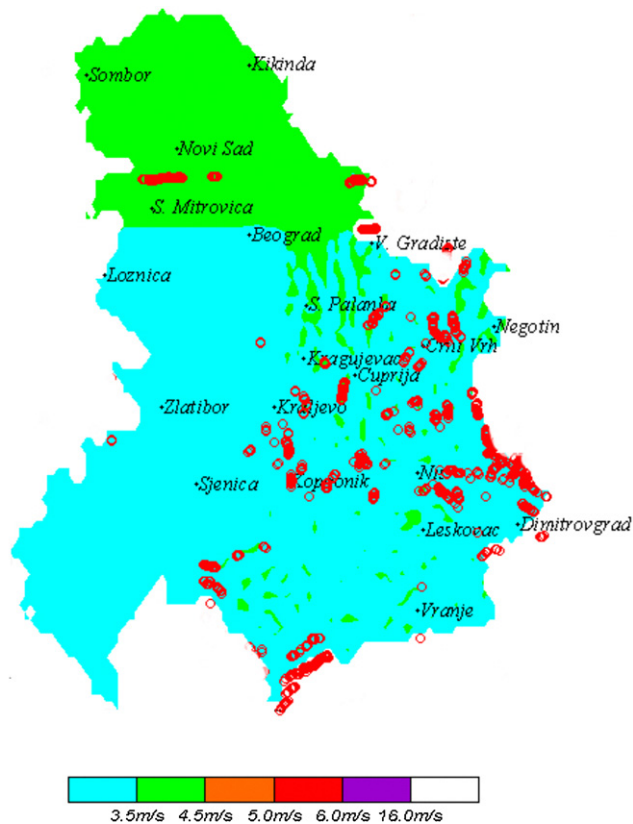 Kikinda
Sombor
Novi Sad
S. Mitrovica
Beograd
V. Gradiste
Loznica
S. Palanka
Negotin
Crni Vrh
Kragujevac
Cuprija
Zlatibor
Kraljevo
Sjenica
Kopaonik
Dimitrovgrad
Leskovac
Vranje
3.5m/s 4.5m/s 5.0m/s 6.0m/s 16.0m/s